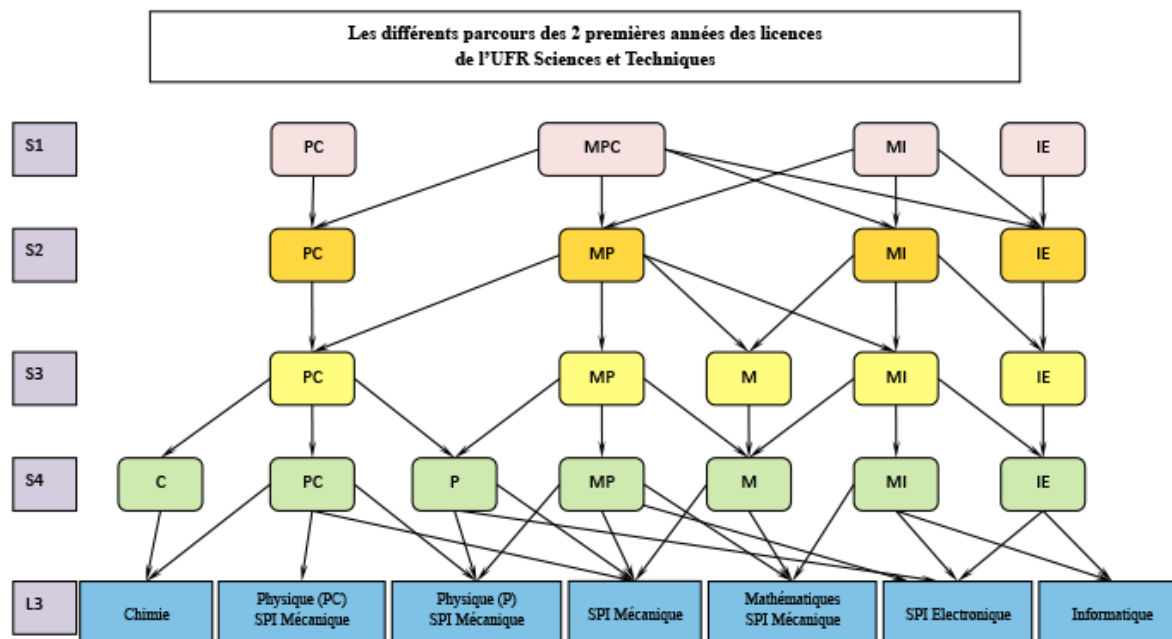 Les différents parcours des 2 premières années des licences
de l'UFR Sciences et Techniques
S1
PC
MPC
MI
IE
S2
PC
MP
MI
IE
S3
PC
MP
M
MI
IE
S4
C
PC
P
MP
M
MI
IE
L3
Chimie
Physique (PC)
SPI Mécanique
Physique (P)
SPI Mécanique
SPI Mécanique
Mathématiques
SPI Mécanique
SPI Electronique
Informatique